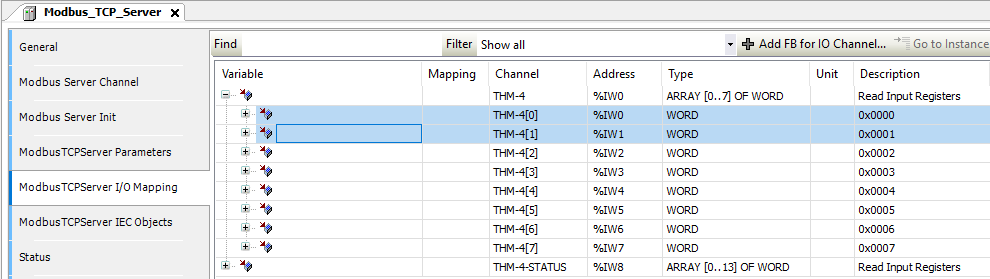 Modbus_TCP_Server ×
General
Modbus Server Channel
Modbus Server Init
ModbusTCPServer Parameters
ModbusTCPServer I/O Mapping
ModbusTCPServer IEC Objects
Status
Find Filter Show all Add FB for IO Channel... Go to Instance
Variable Mapping Channel Address Type Unit Description
THM-4 %IW0 ARRAY [0..7] OF WORD Read Input Registers
THM-4[0] %IW0 WORD 0x0000
THM-4[1] %IW1 WORD 0x0001
THM-4[2] %IW2 WORD 0x0002
THM-4[3] %IW3 WORD 0x0003
THM-4[4] %IW4 WORD 0x0004
THM-4[5] %IW5 WORD 0x0005
THM-4[6] %IW6 WORD 0x0006
THM-4[7] %IW7 WORD 0x0007
THM-4-STATUS %IW8 ARRAY [0..13] OF WORD Read Input Registers